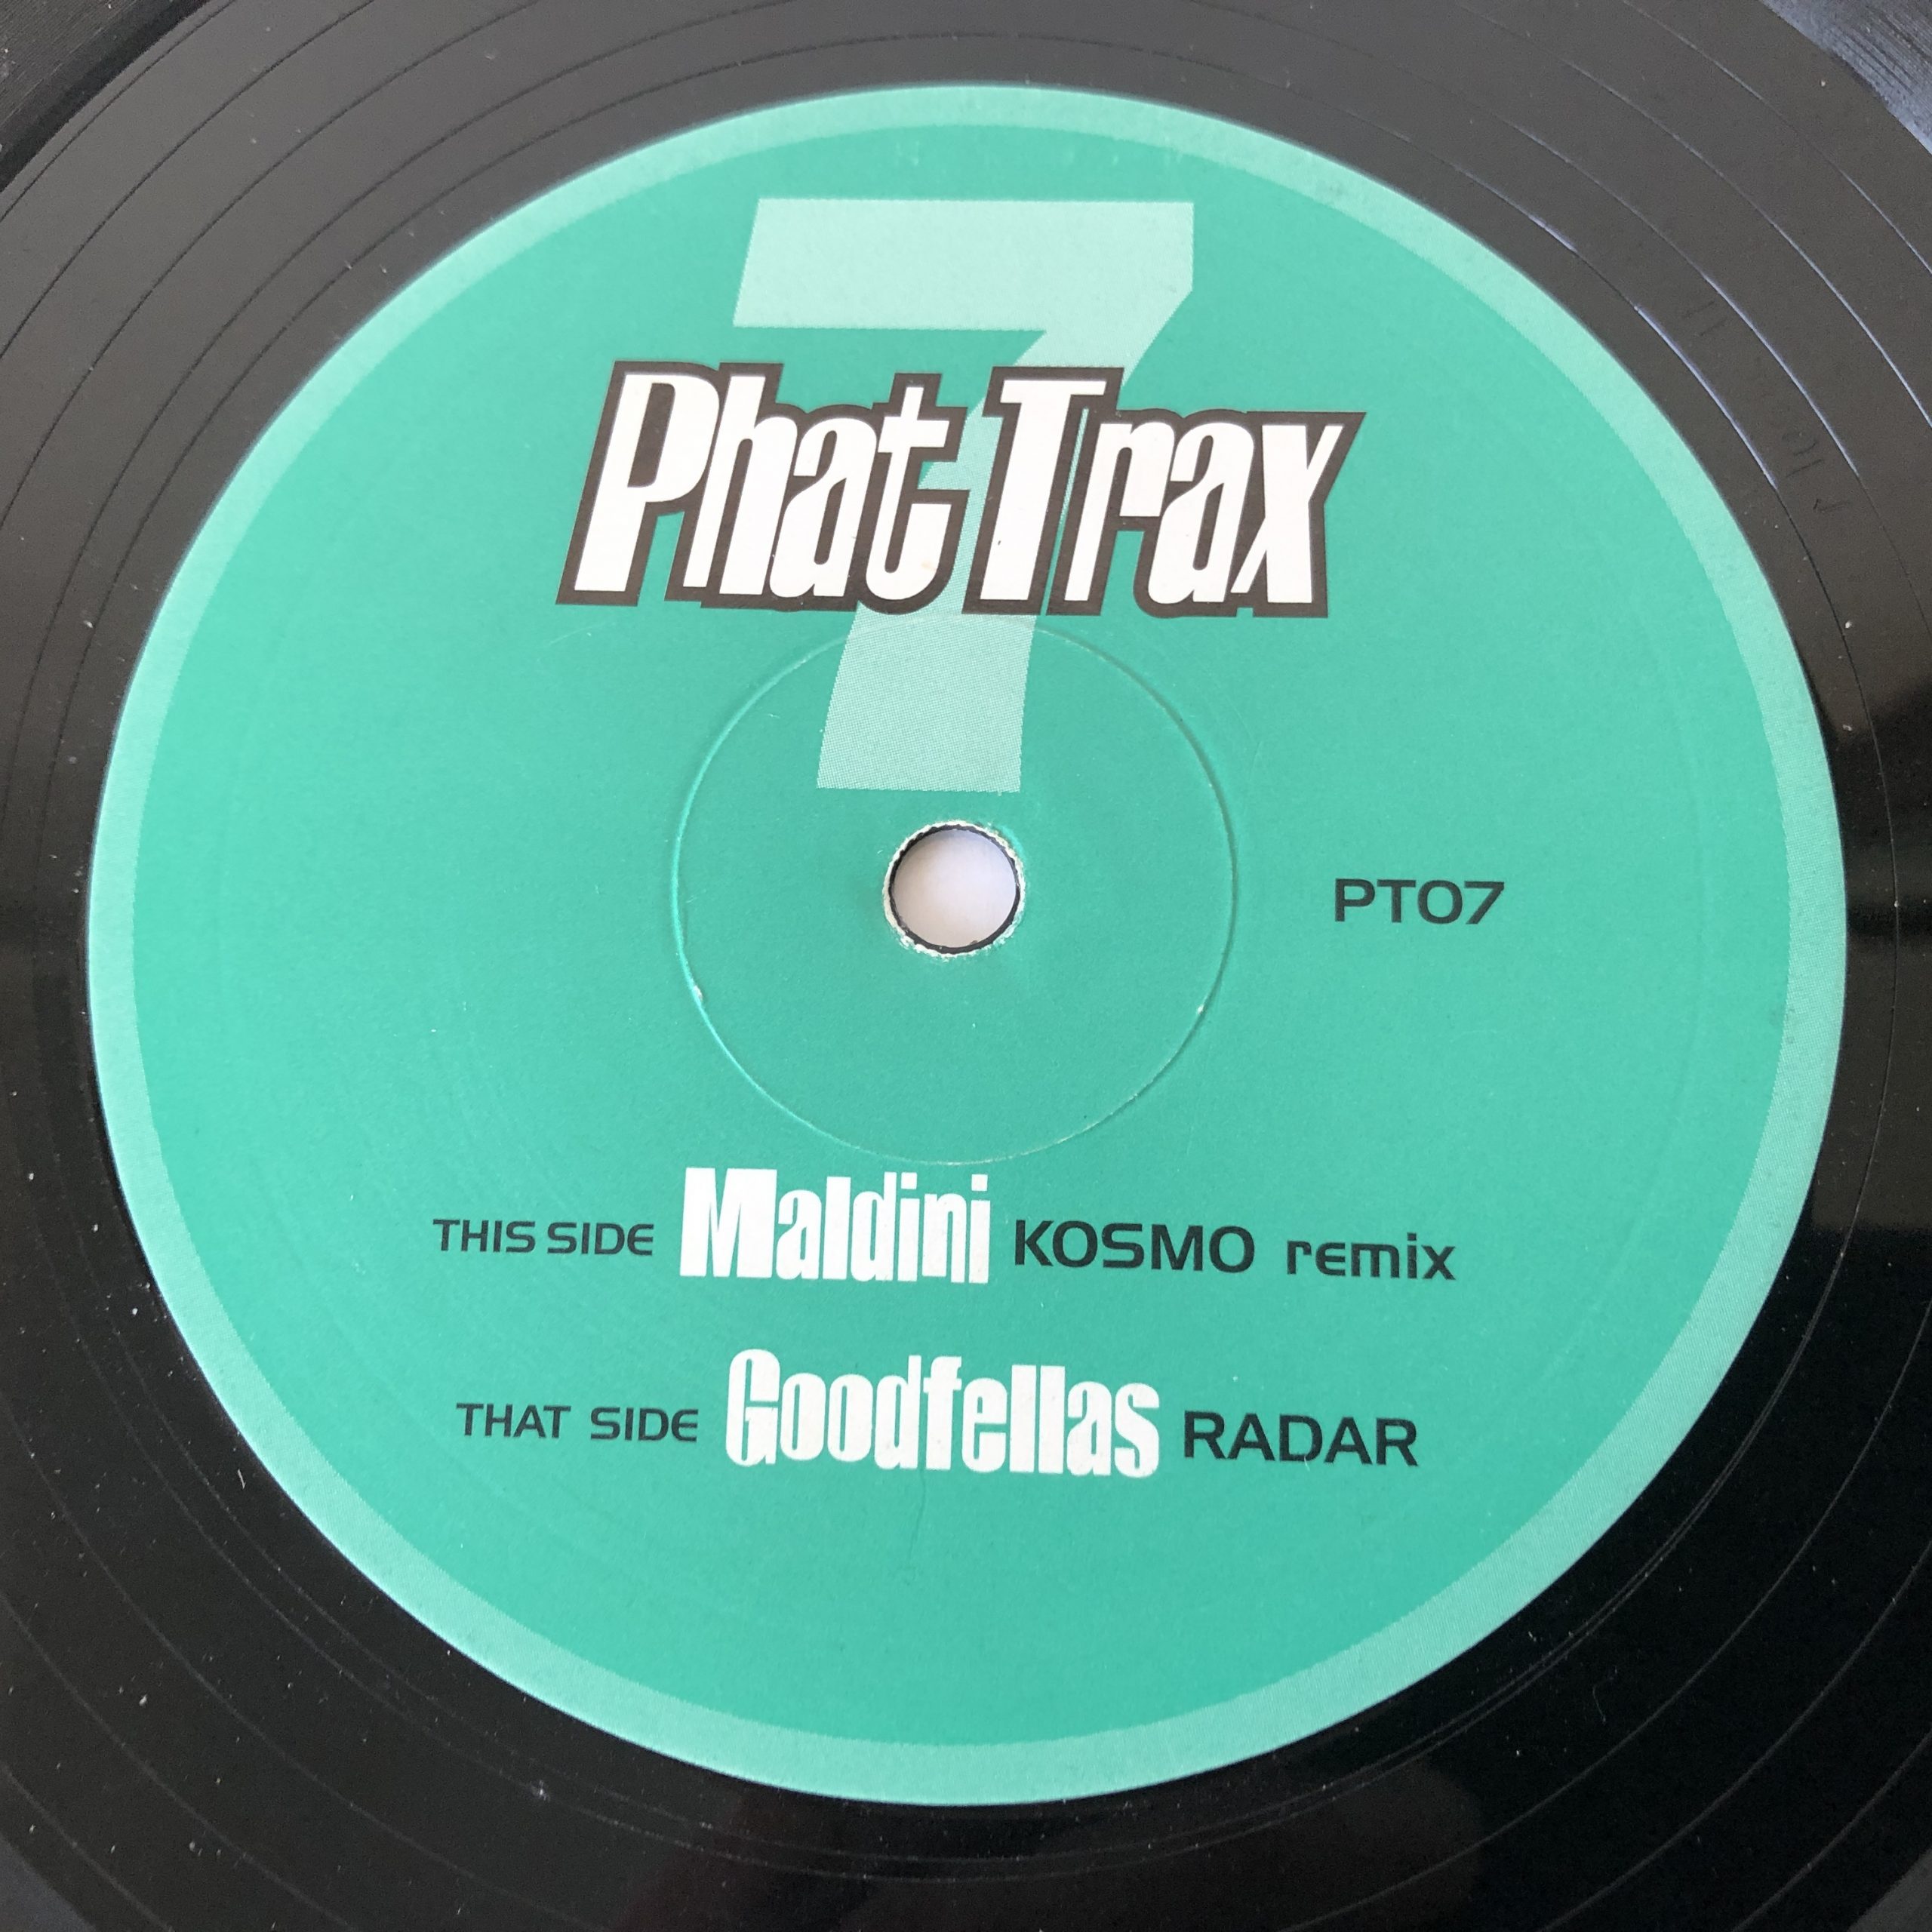 7
Phat Trax
PT07
THIS SIDE Maldini KOSMO remix
THAT SIDE Goodfellas RADAR